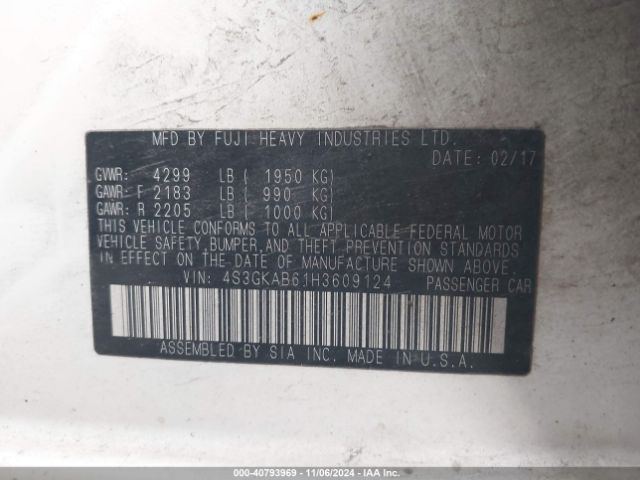 MFD BY FUJI HEAVY INDUSTRIES LTD.
DATE: 02/17
GVWR: 4299 LB ( 1950 KG)
GAWR: F 2183 LB ( 990 KG)
GAWR: R 2205 LB ( 1000 KG)
THIS VEHICLE CONFORMS TO ALL APPLICABLE FEDERAL MOTOR
VEHICLE SAFETY, BUMPER, AND THEFT PREVENTION STANDARDS
IN EFFECT ON THE DATE OF MANUFACTURE SHOWN ABOVE.
VIN: 4S3GKAB61H3609124 PASSENGER CAR
ASSEMBLED BY SIA INC. MADE IN U.S.A.
000-40793969 • 11/06/2024 - IAA Inc.